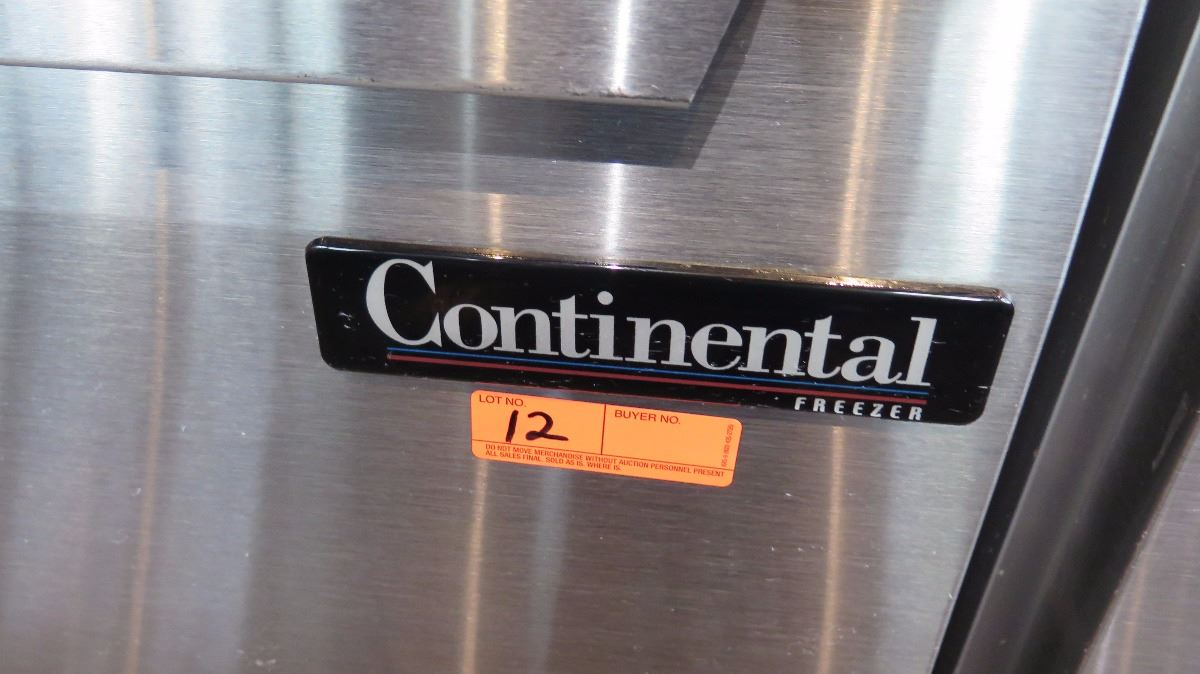 Continental
FREEZER
LOT NO.
12
BUYER NO.
DO NOT MOVE MERCHANDISE WITHOUT AUCTION PERSONNEL PRESENT
ALL SALES FINAL. SOLD AS IS. WHERE IS.